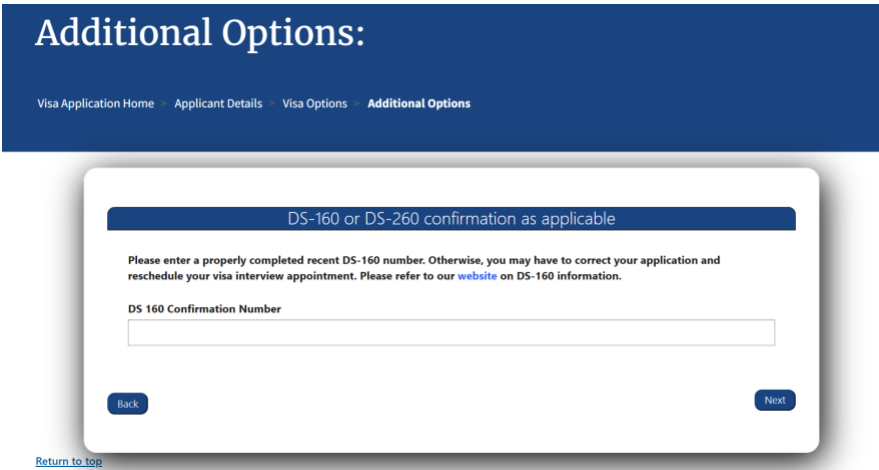 Additional Options:
Visa Application Home > Applicant Details > Visa Options > Additional Options
DS-160 or DS-260 confirmation as applicable
Please enter a properly completed recent DS-160 number. Otherwise, you may have to correct your application and
reschedule your visa interview appointment. Please refer to our website on DS-160 information.
DS 160 Confirmation Number
Back
Next
Return to top